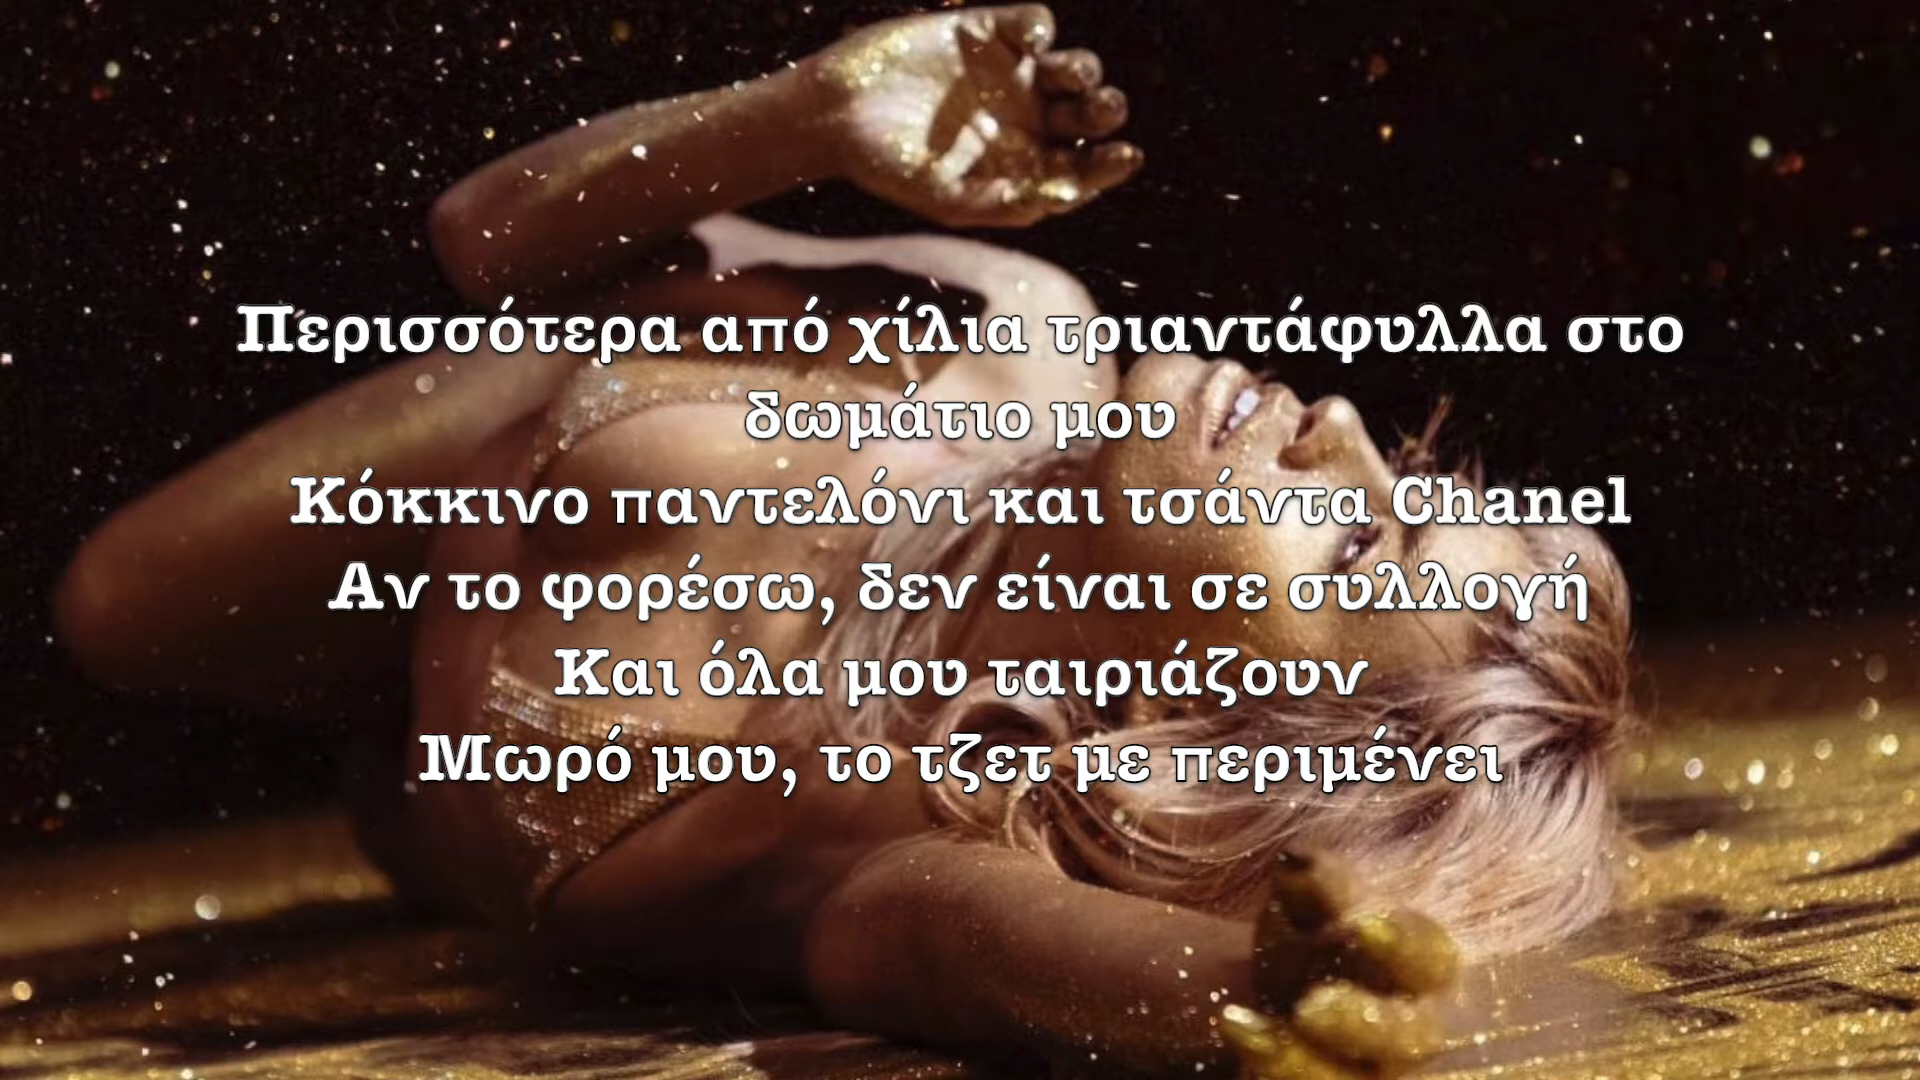 Περισσότερα από χίλια τριαντάφυλλα στο
δωμάτιο μου
Κόκκινο παντελόνι και τσάντα Chanel
Αν το φορέσω, δεν είναι σε συλλογή
Και όλα μου ταιριάζουν
Μωρό μου, το τζετ με περιμένει